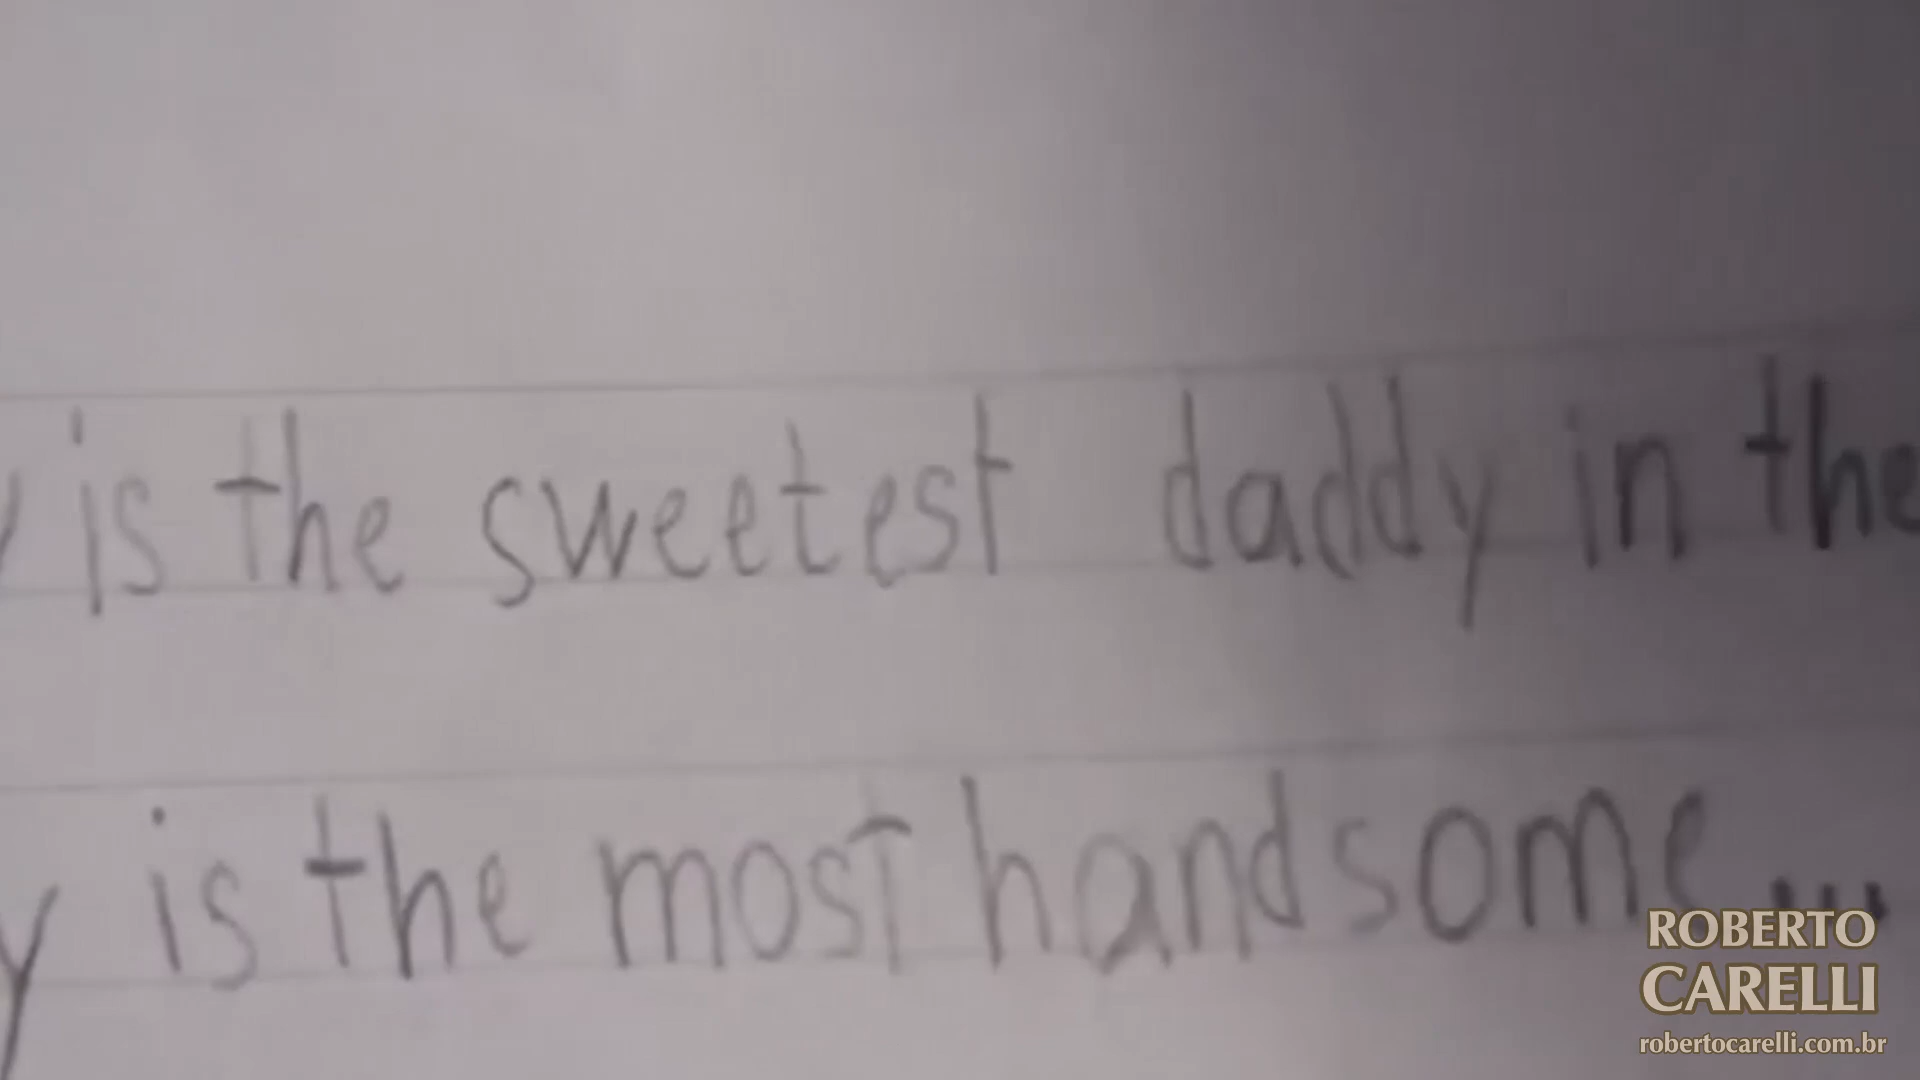 y is the sweetest daddy in the
y is the most handsome...
ROBERTO
CARELLI
robertocarelli.com.br